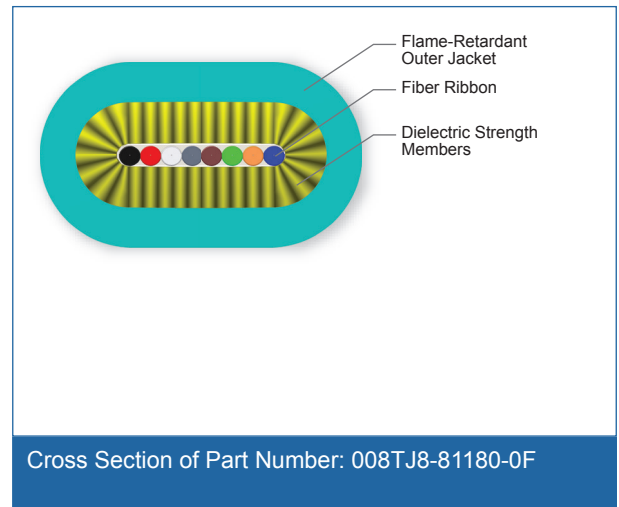 Flame-Retardant
Outer Jacket
Fiber Ribbon
Dielectric Strength
Members
Cross Section of Part Number: 008TJ8-81180-0F